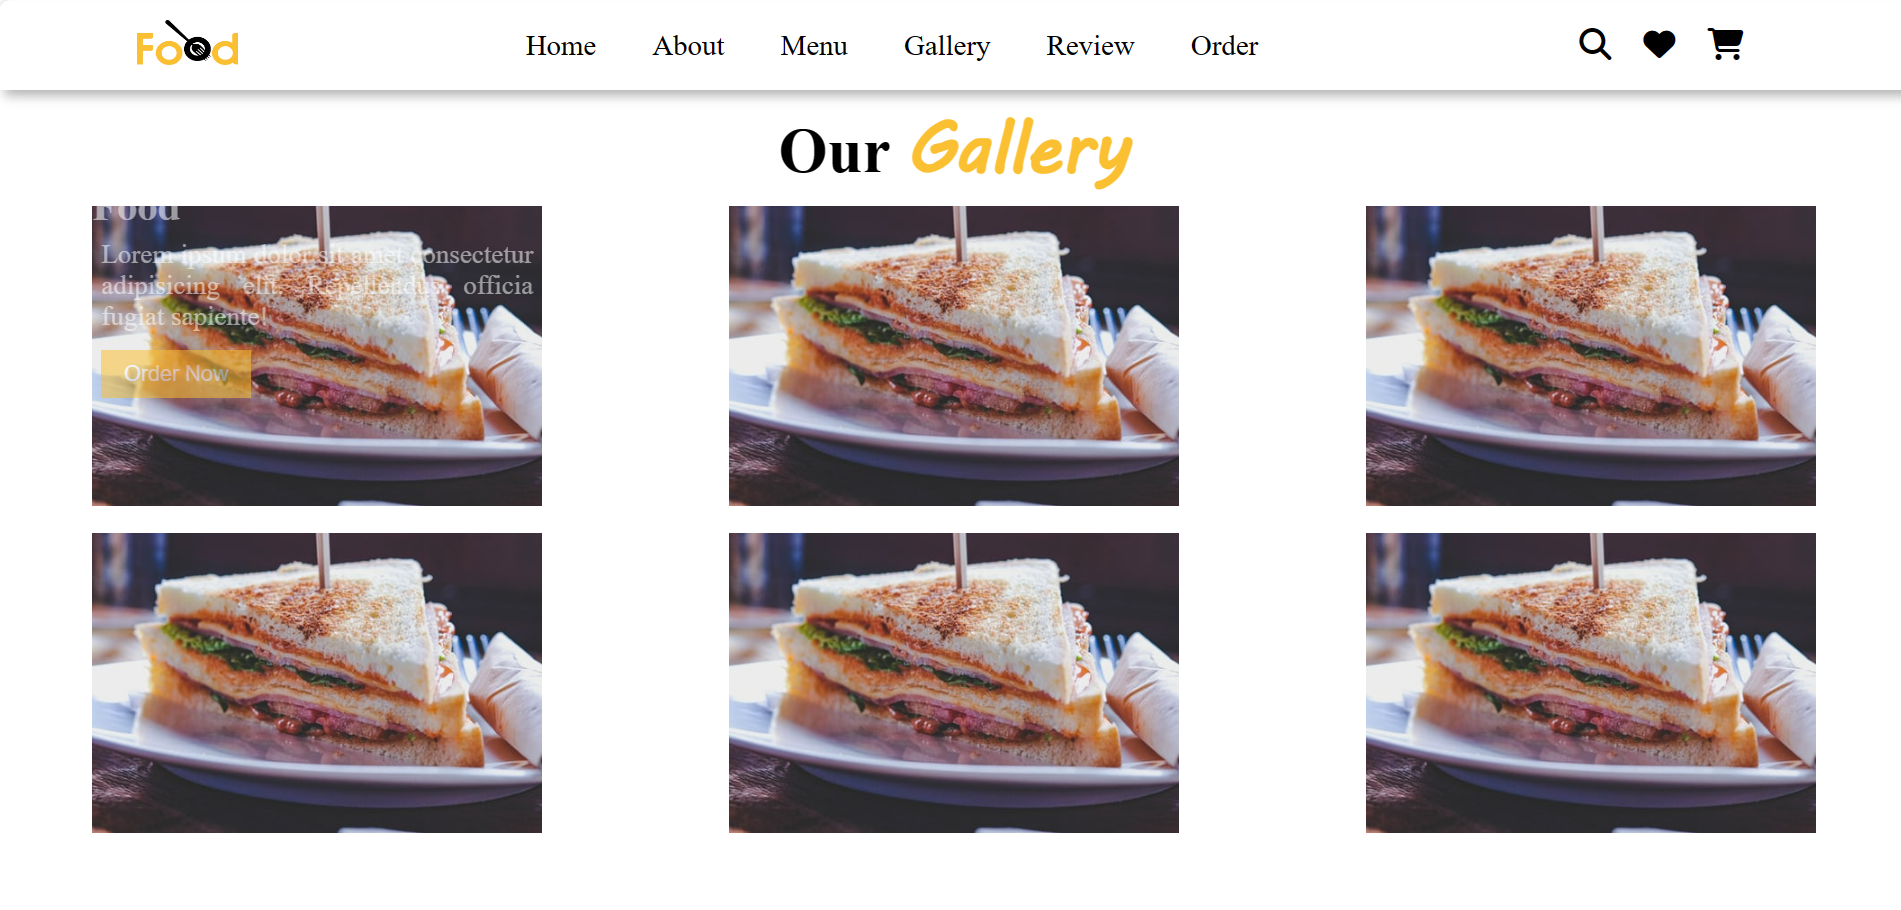 Food
Home About Menu Gallery Review Order
Our Gallery
Food
Lorem ipsum dolor sit amet consectetur
adipisicing elit. Repellendus officia
fugiat sapiente!
Order Now